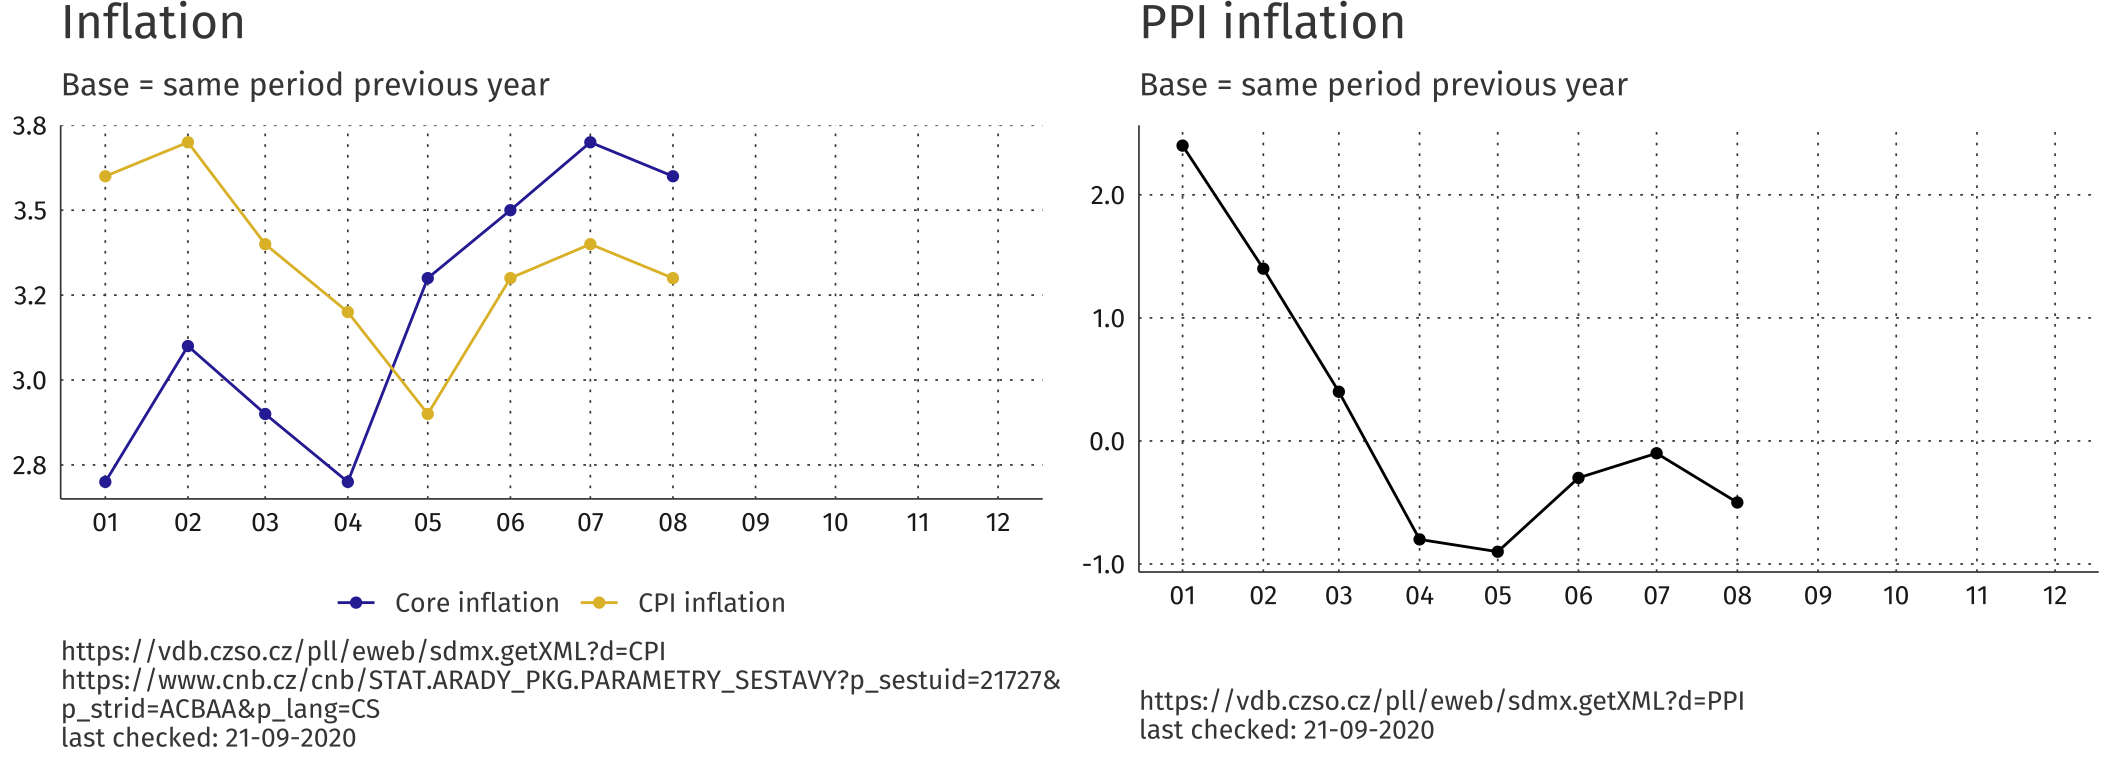 Inflation
Base = same period previous year
3.8
3.5
3.2
3.0
2.8
01 02 03 04 05 06 07 08 09 10 11 12
Core inflation CPI inflation
https://vdb.czso.cz/pll/eweb/sdmx.getXML?d=CPI
https://www.cnb.cz/cnb/STAT.ARADY_PKG.PARAMETRY_SESTAVY?p_sestuid=21727&
p_strid=ACBAA&p_lang=CS
last checked: 21-09-2020
PPI inflation
Base = same period previous year
2.0
1.0
0.0
-1.0
01 02 03 04 05 06 07 08 09 10 11 12
https://vdb.czso.cz/pll/eweb/sdmx.getXML?d=PPI
last checked: 21-09-2020